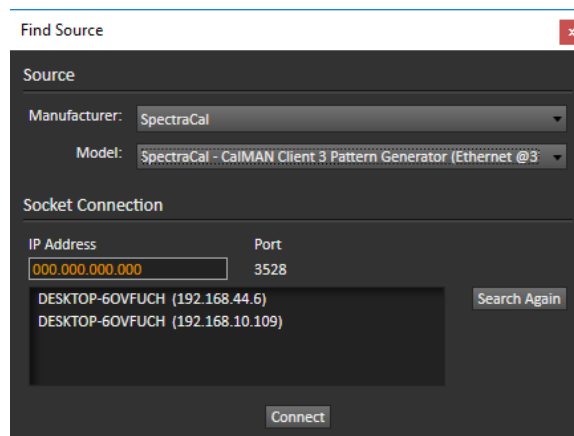 Find Source
x
Source
Manufacturer: SpectraCal
Model: SpectraCal - CalMAN Client 3 Pattern Generator (Ethernet @3
Socket Connection
IP Address Port
000.000.000.000 3528
DESKTOP-6OVFUCH (192.168.44.6) Search Again
DESKTOP-6OVFUCH (192.168.10.109)
Connect